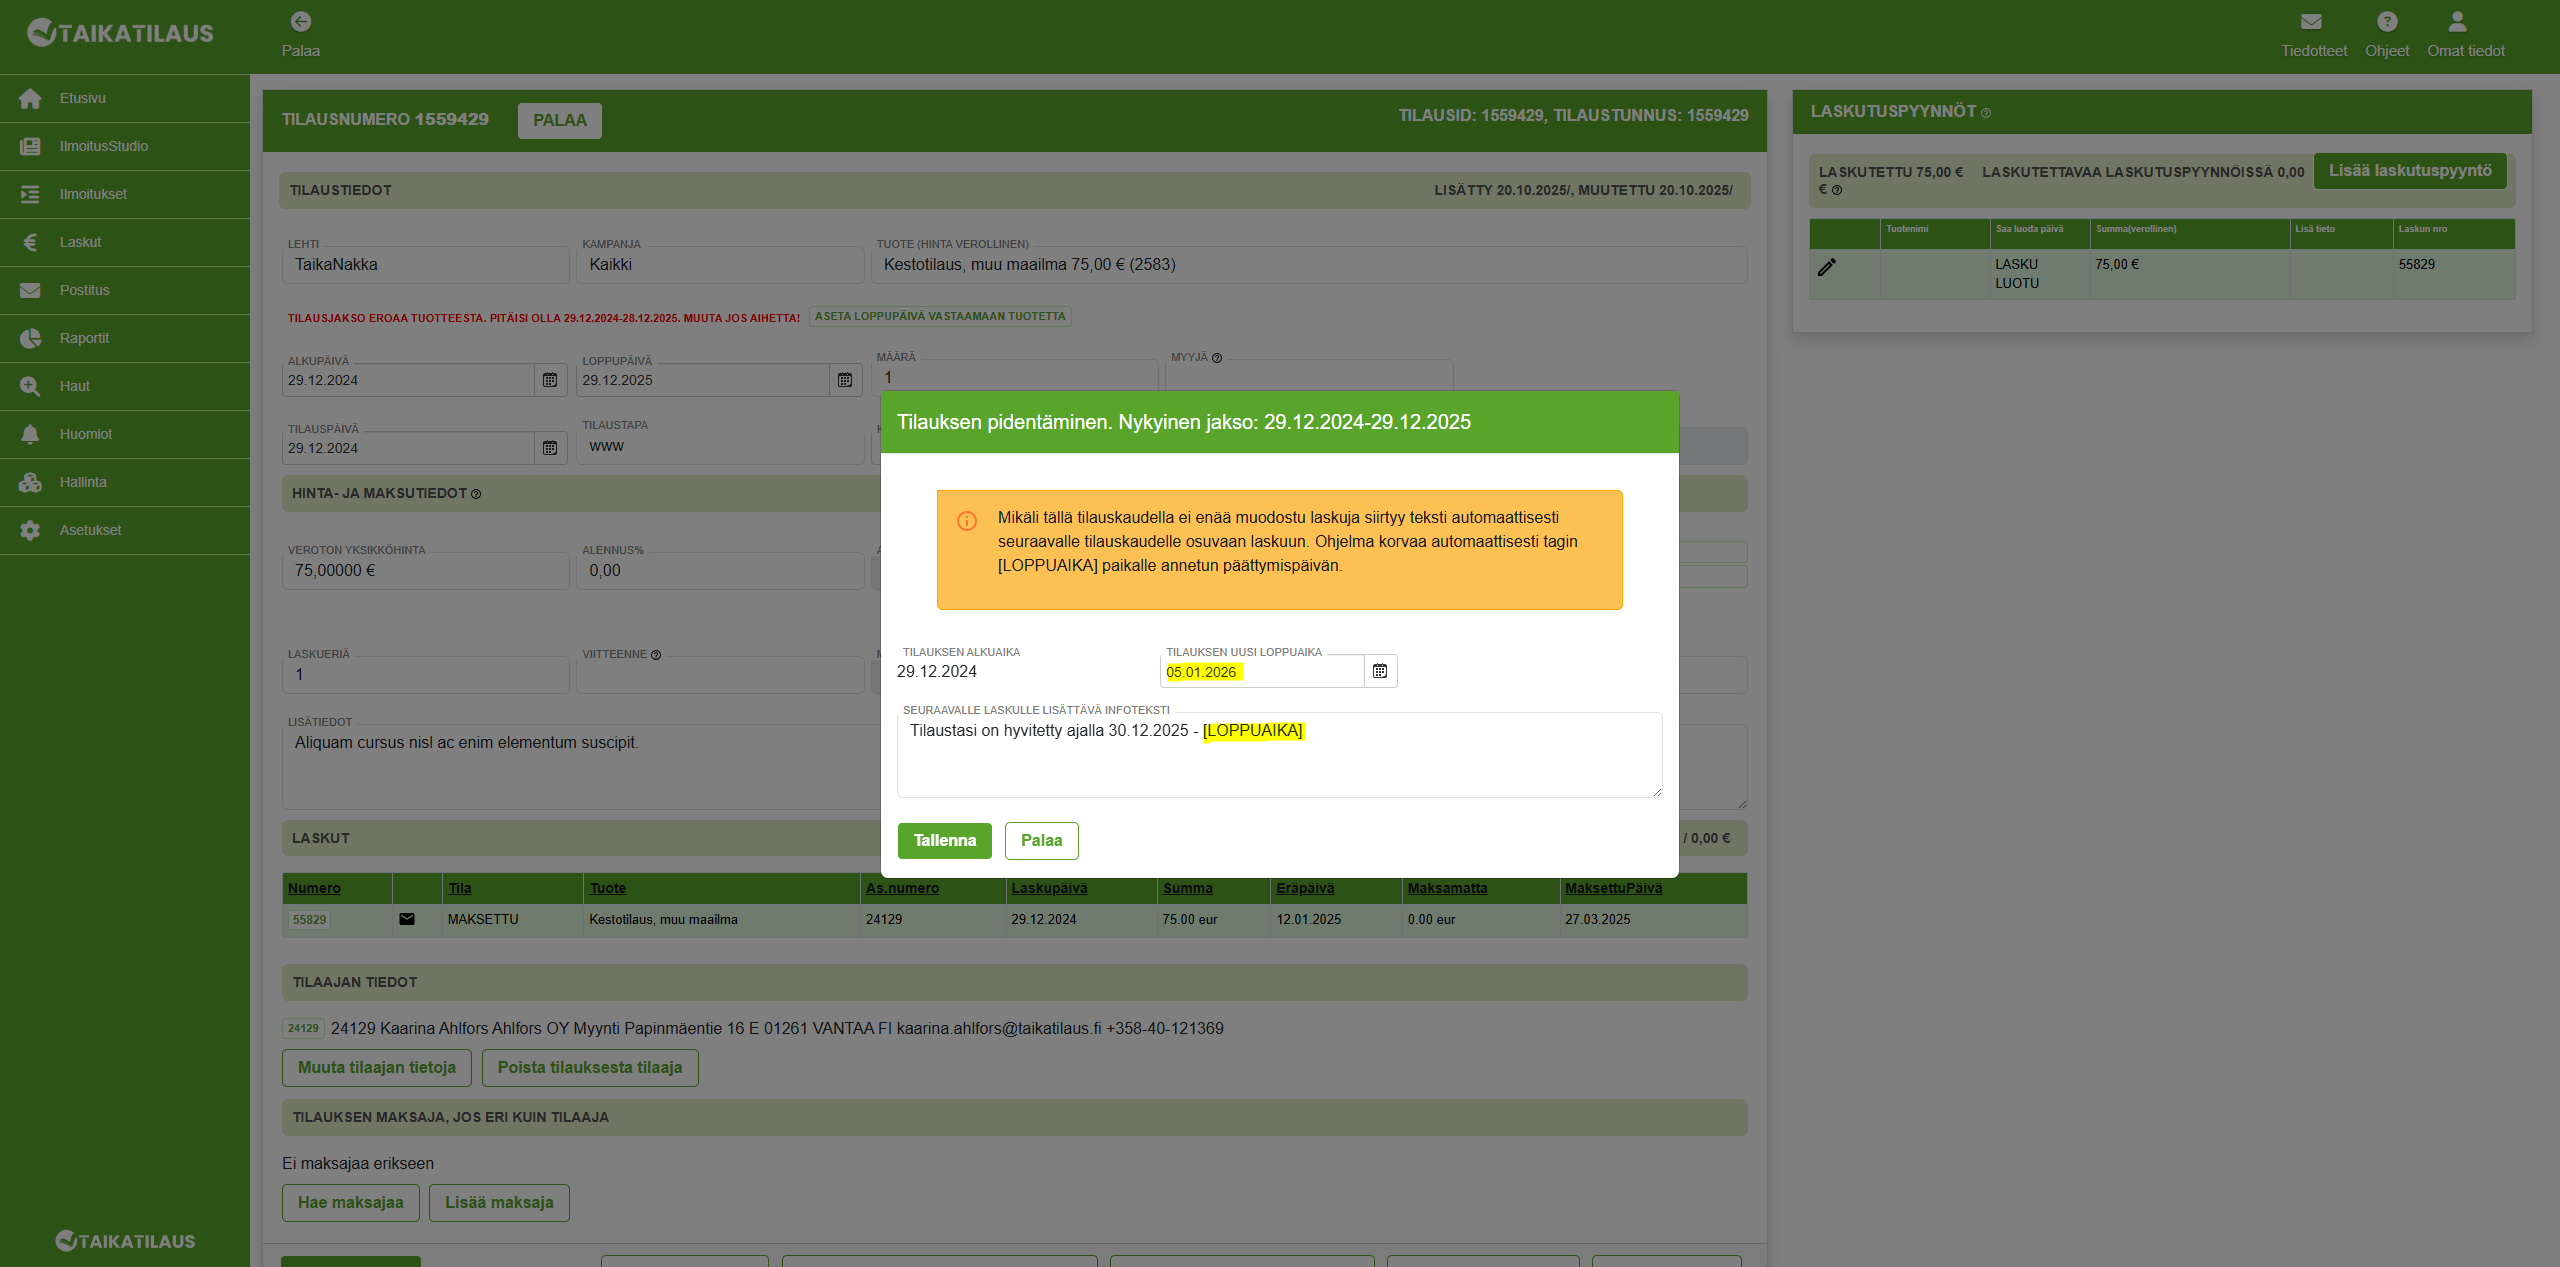 TAIKATILAUS
Palaa
Tiedotteet
Ohjeet
Omat tiedot
Etusivu
IlmoitusStudio
Ilmoitukset
Laskut
Postitus
Raportit
Haut
Huomiot
Hallinta
Asetukset
TAIKATILAUS
TILAUSNUMERO 1559429
PALAA
TILAUSID: 1559429, TILAUSTUNNUS: 1559429
TILAUSTIEDOT
LISÄTTY 20.10.2025/, MUUTETTU 20.10.2025/
LEHTI
TaikaNakka
KAMPANJA
Kaikki
TUOTE (HINTA VEROLLINEN)
Kestotilaus, muu maailma 75,00 € (2583)
TILAUSJAKSO EROAA TUOTTEESTA. PITÄISI OLLA 29.12.2024-28.12.2025. MUUTA JOS AIHETTA!
ASETA LOPPUPÄIVÄ VASTAAMAAN TUOTETTA
ALKUPÄIVÄ
29.12.2024
LOPPUPÄIVÄ
29.12.2025
MÄÄRÄ
1
MYYJÄ
TILAUSPÄIVÄ
29.12.2024
TILAUSTAPA
WWW
HINTA- JA MAKSUTIEDOT
VEROTON YKSIKKÖHINTA
75,00000 €
ALENNUS%
0,00
LASKUERIÄ
1
VIITTEENNE
LISÄTIEDOT
Aliquam cursus nisl ac enim elementum suscipit.
LASKUT
/ 0,00 €
Numero
Tila
Tuote
As.numero
Laskupäivä
Summa
Eräpäivä
Maksamatta
MaksettuPäivä
55829
MAKSETTU
Kestotilaus, muu maailma
24129
29.12.2024
75.00 eur
12.01.2025
0.00 eur
27.03.2025
TILAAJAN TIEDOT
24129
24129 Kaarina Ahlfors Ahlfors OY Myynti Papinmäentie 16 E 01261 VANTAA FI kaarina.ahlfors@taikatilaus.fi +358-40-121369
Muuta tilaajan tietoja
Poista tilauksesta tilaaja
TILAUKSEN MAKSAJA, JOS ERI KUIN TILAAJA
Ei maksajaa erikseen
Hae maksajaa
Lisää maksaja
Tilauksen pidentäminen. Nykyinen jakso: 29.12.2024-29.12.2025
Mikäli tällä tilauskaudella ei enää muodostu laskuja siirtyy teksti automaattisesti
seuraavalle tilauskaudelle osuvaan laskuun. Ohjelma korvaa automaattisesti tagin
[LOPPUAIKA] paikalle annetun päättymispäivän.
TILAUKSEN ALKUAIKA
29.12.2024
TILAUKSEN UUSI LOPPUAIKA
05.01.2026
SEURAAVALLE LASKULLE LISÄTTÄVÄ INFOTEKSTI
Tilaustasi on hyvitetty ajalla 30.12.2025 - [LOPPUAIKA]
Tallenna
Palaa
LASKUTUSPYYNNÖT
LASKUTETTU 75,00 €
LASKUTETTAVAA LASKUTUSPYYNNÖISSÄ 0,00
€
Lisää laskutuspyyntö
Tuotenimi
Saa luoda päivä
Summa(verollinen)
Lisä tieto
Laskun nro
LASKU
LUOTU
75,00 €
55829